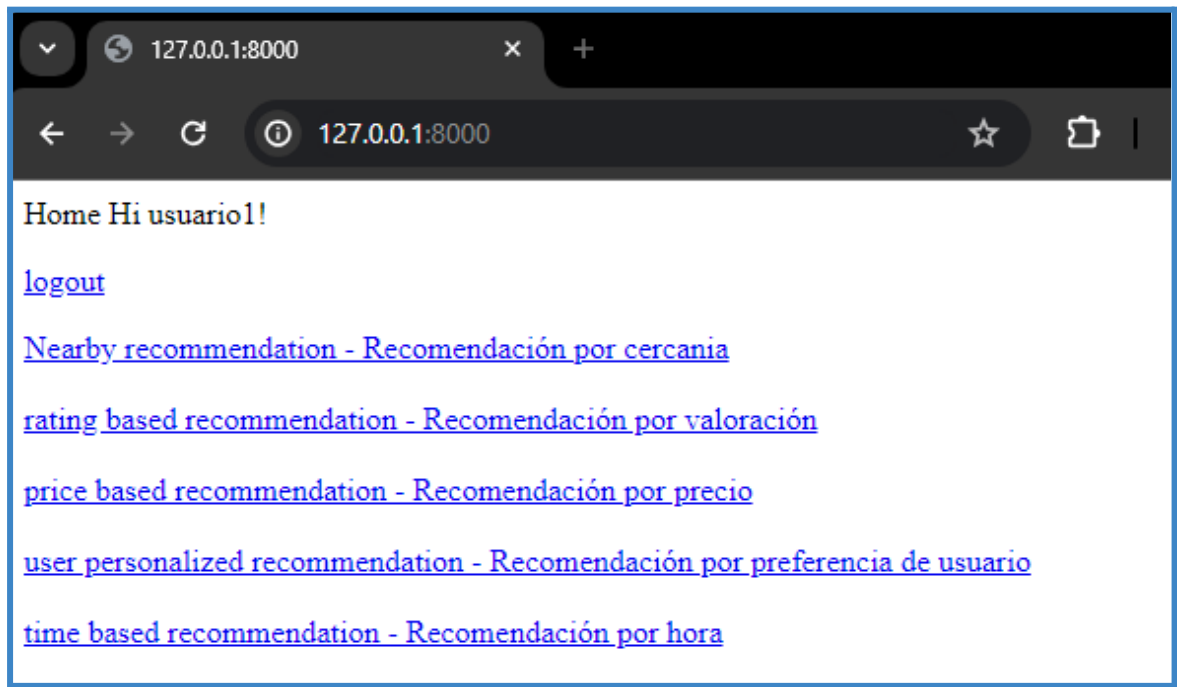 127.0.0.1:8000
127.0.0.1:8000
Home Hi usuario1!
logout
Nearby recommendation - Recomendación por cercania
rating based recommendation - Recomendación por valoración
price based recommendation - Recomendación por precio
user personalized recommendation - Recomendación por preferencia de usuario
time based recommendation - Recomendación por hora